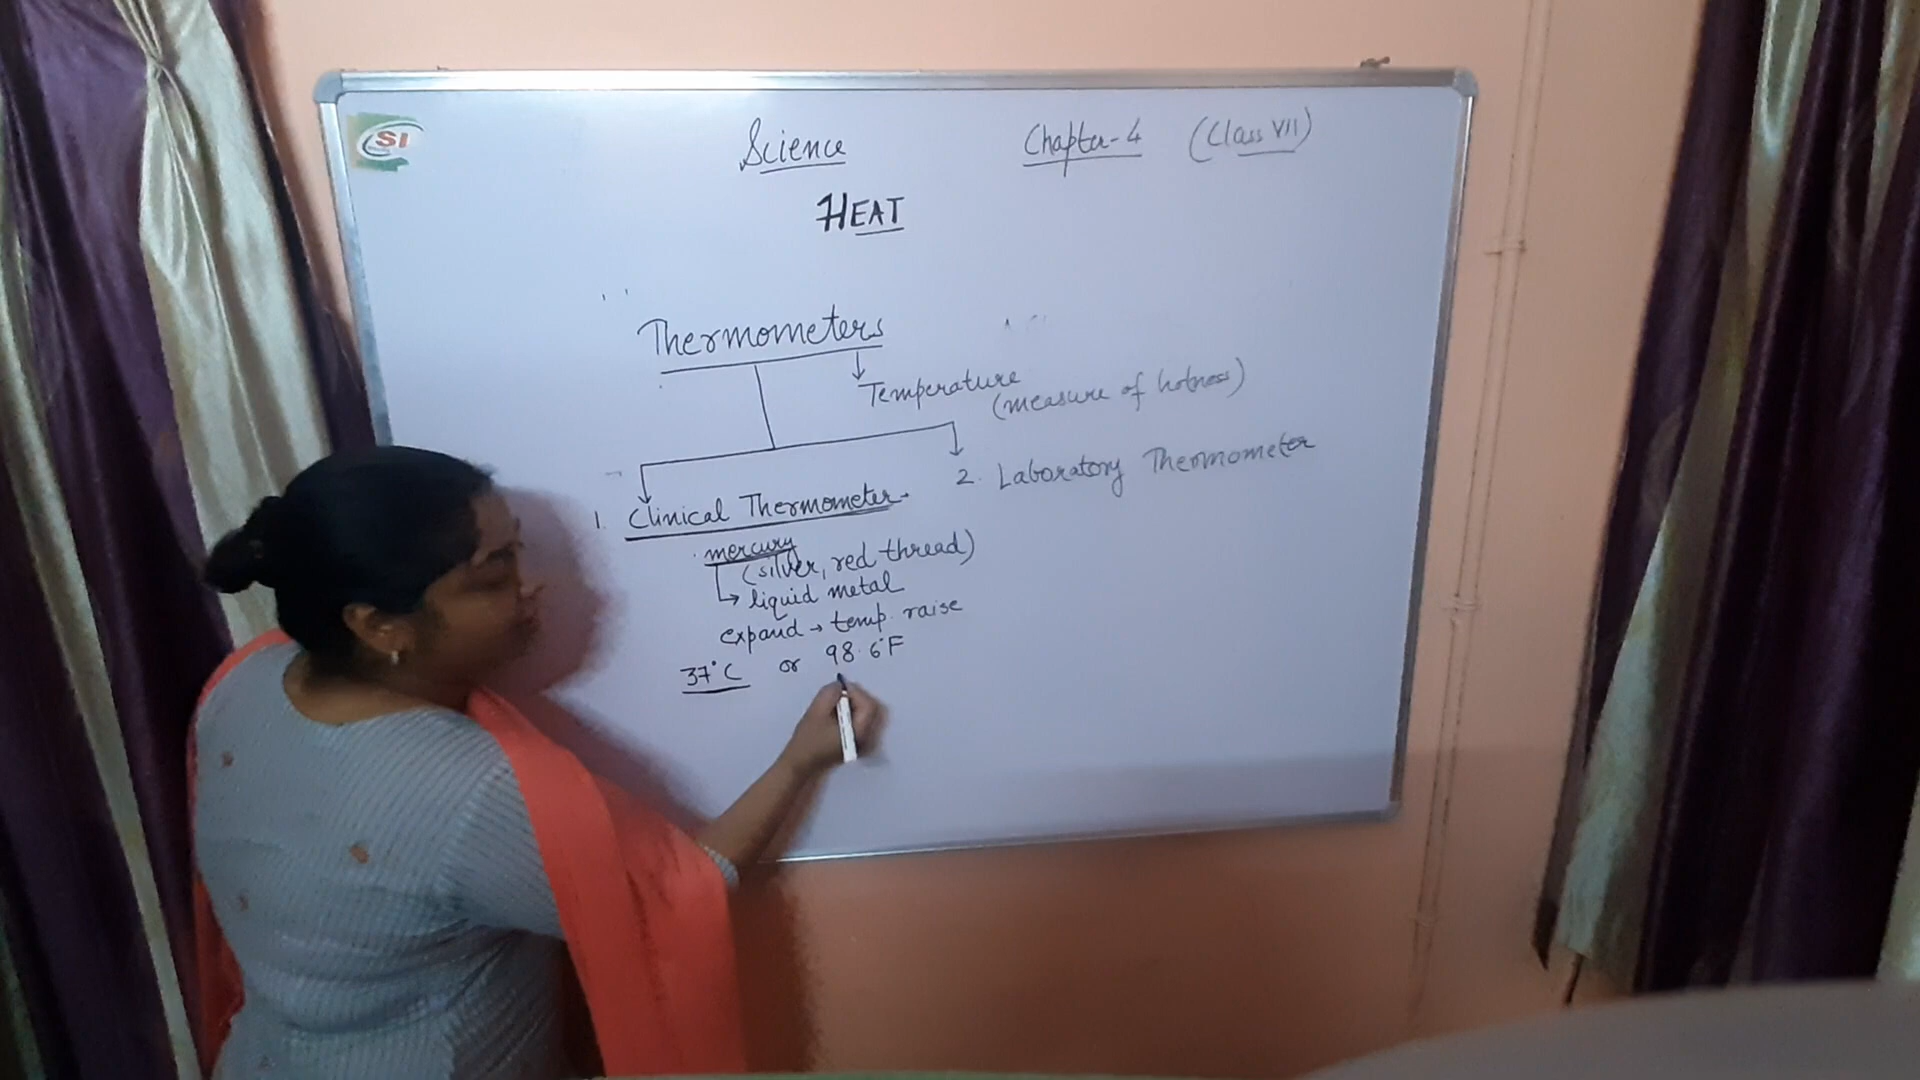 SI
Science Chapter-4 (Class VII)
HEAT
Thermometers
Temperature
(measure of hotness)
1. Clinical Thermometer
2. Laboratory Thermometer
mercury
(silver, red thread)
liquid metal
expand → temp. raise
37°C or 98.6°F